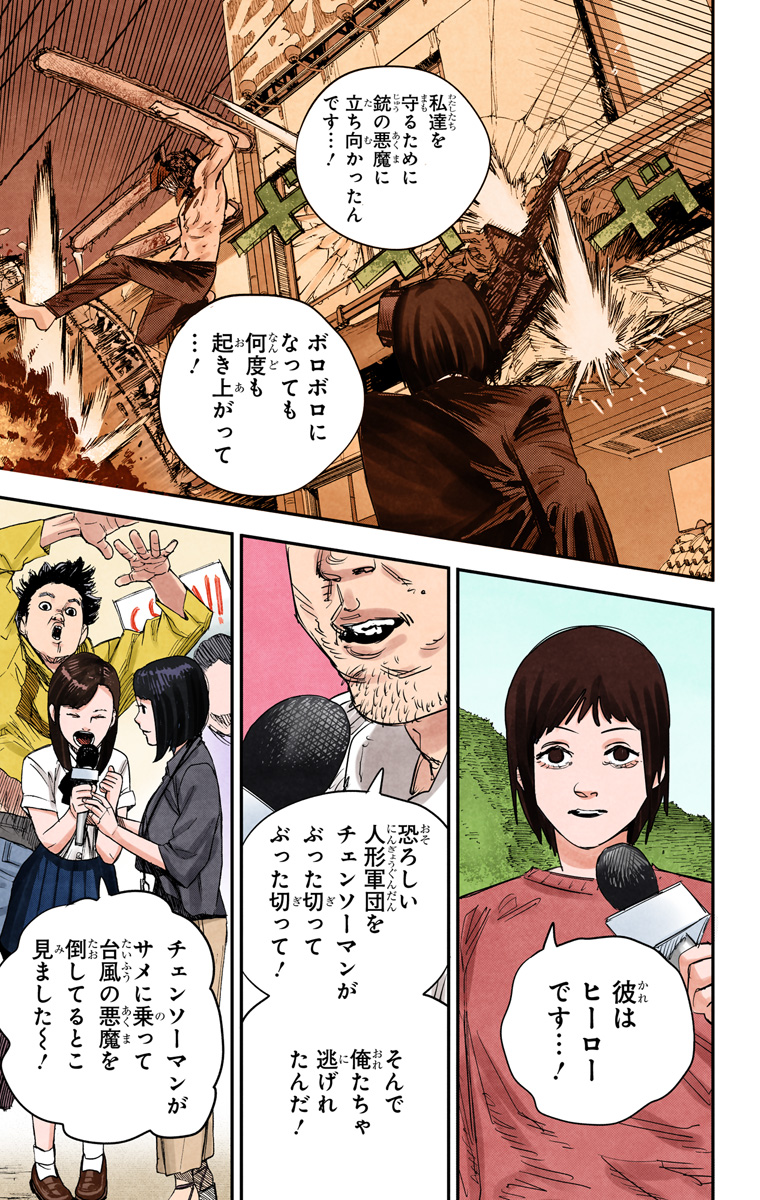 私達を
守るために
銃の悪魔に
立ち向かったん
です…！
ドドド
ボロボロに
なっても
何度も
起き上がって
…！
彼は
ヒーロー
です…！
恐ろしい
人形軍団を
チェンソーマンが
ぶった切って
ぶった切って！
そんで
俺たちゃ
逃げれ
たんだ！
チェンソーマンが
サメに乗って
台風の悪魔を
倒してるとこ
見ました〜！